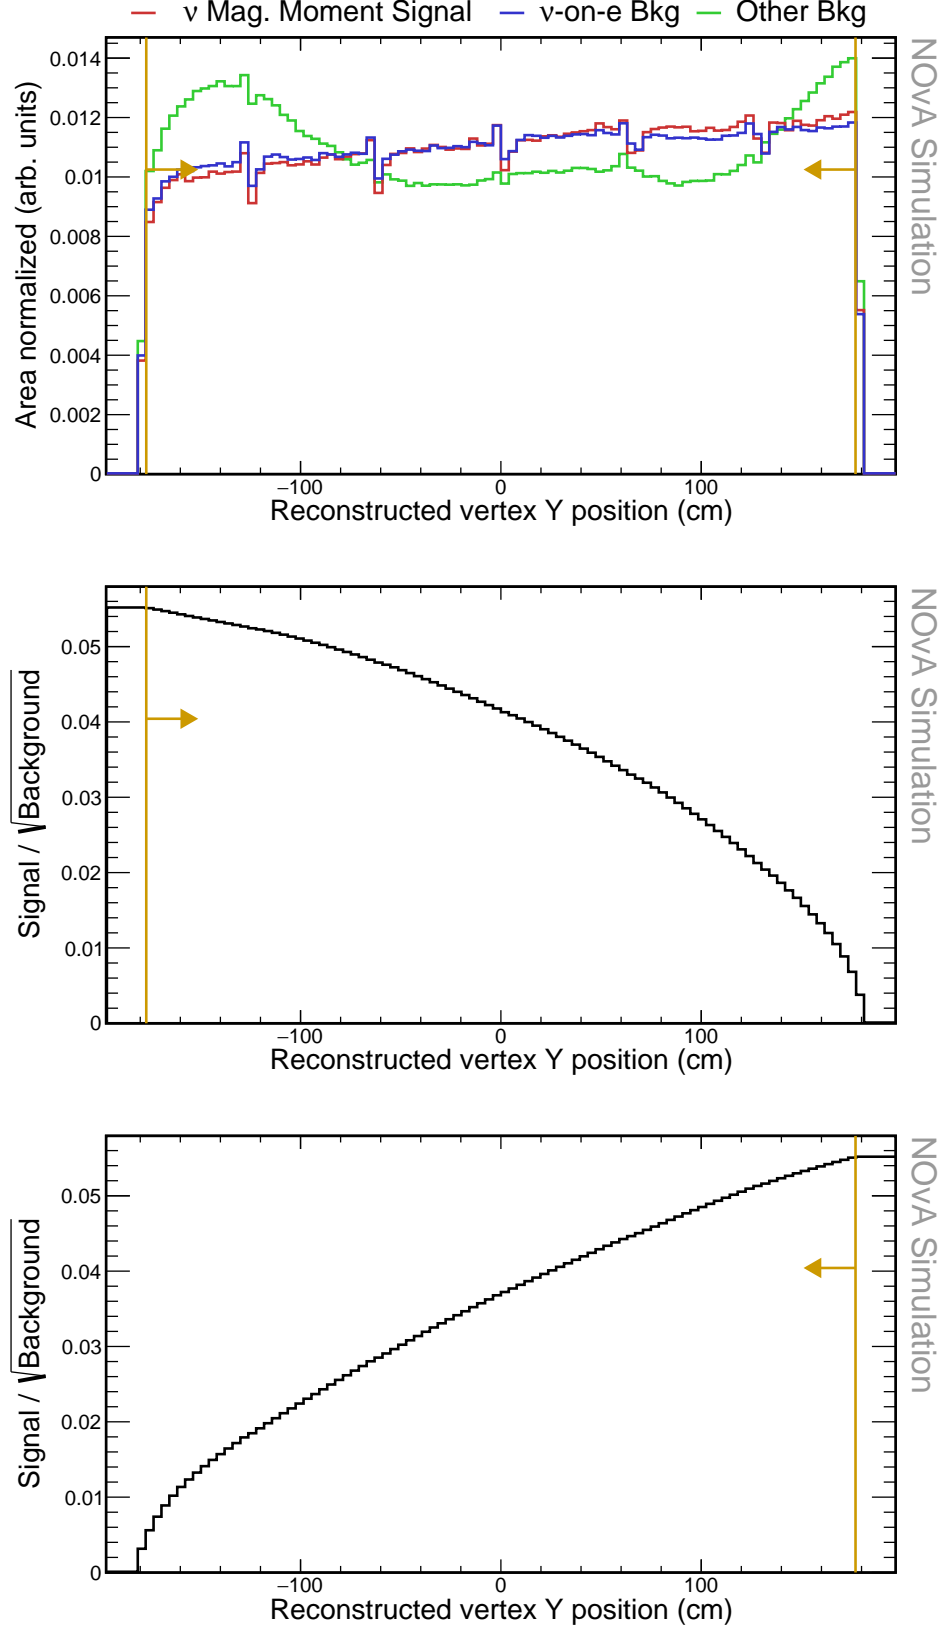 ν Mag. Moment Signal ν-on-e Bkg Other Bkg
NOνA Simulation
Area normalized (arb. units)
0.014
0.012
0.01
0.008
0.006
0.004
0.002
0
−100 0 100
Reconstructed vertex Y position (cm)
NOνA Simulation
Signal / √Background
0.05
0.04
0.03
0.02
0.01
0
−100 0 100
Reconstructed vertex Y position (cm)
NOνA Simulation
Signal / √Background
0.05
0.04
0.03
0.02
0.01
0
−100 0 100
Reconstructed vertex Y position (cm)